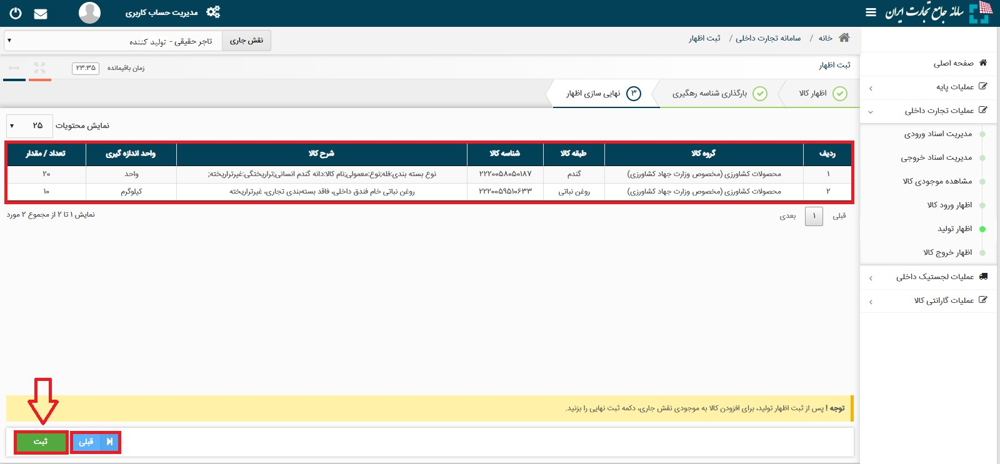 سامانه جامع تجارت ایران
مدیریت حساب کاربری
خانه / سامانه تجارت داخلی / ثبت اظهار
نقش جاری
تاجر حقیقی - تولید کننده
صفحه اصلی
عملیات پایه
عملیات تجارت داخلی
مدیریت اسناد ورودی
مدیریت اسناد خروجی
مشاهده موجودی کالا
اظهار ورود کالا
اظهار تولید
اظهار خروج کالا
عملیات لجستیک داخلی
عملیات گارانتی کالا
ثبت اظهار
زمان باقیمانده ۲۳:۳۵
اظهار کالا
بارگذاری شناسه رهگیری
۳ نهایی سازی اظهار
نمایش محتویات ۲۵
ردیف گروه کالا طبقه کالا شناسه کالا شرح کالا واحد اندازه گیری تعداد / مقدار
۱ محصولات کشاورزی (مخصوص وزارت جهاد کشاورزی) گندم ۲۲۲۰۰۵۸۰۵۰۱۸۷ نوع بسته بندی:فله;نوع:معمولی;نام کالا:دانه گندم انسانی;تراریختگی:غیرتراریخته; واحد ۲۰
۲ محصولات کشاورزی (مخصوص وزارت جهاد کشاورزی) روغن نباتی ۲۲۲۰۰۵۹۵۱۰۶۳۳ روغن نباتی خام فندق داخلی، فاقد بسته‌بندی تجاری، غیرتراریخته کیلوگرم ۱۰
قبلی ۱ بعدی
نمایش ۱ تا ۲ از مجموع ۲ مورد
توجه ! پس از ثبت اظهار تولید، برای افزودن کالا به موجودی نقش جاری، دکمه ثبت نهایی را بزنید.
قبلی
ثبت